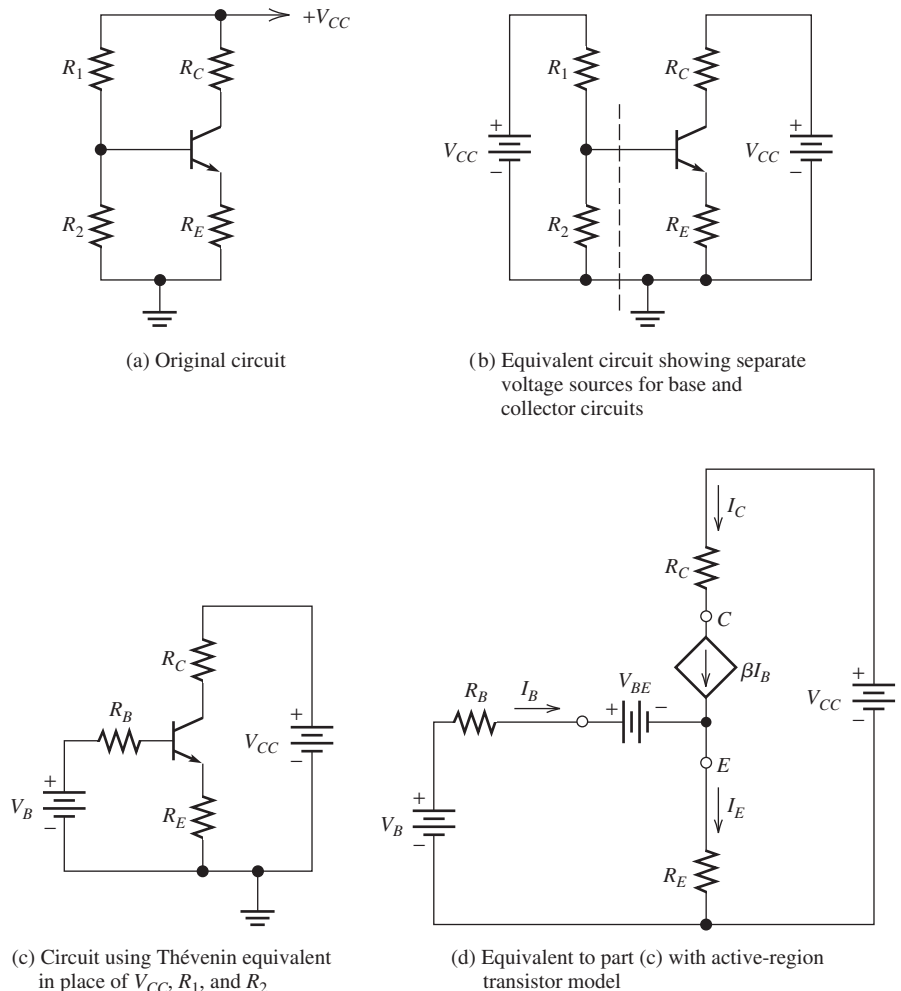 +V_CC
R_1
R_C
R_2
R_E
(a) Original circuit
R_1
R_C
+
V_CC
−
+
V_CC
−
R_2
R_E
(b) Equivalent circuit showing separate
voltage sources for base and
collector circuits
R_C
R_B
+
V_CC
−
+
V_B
−
R_E
(c) Circuit using Thévenin equivalent
in place of V_CC, R_1, and R_2
I_C
R_C
C
βI_B
R_B
I_B
V_BE
+
−
+
V_CC
−
E
I_E
+
V_B
−
R_E
(d) Equivalent to part (c) with active-region
transistor model